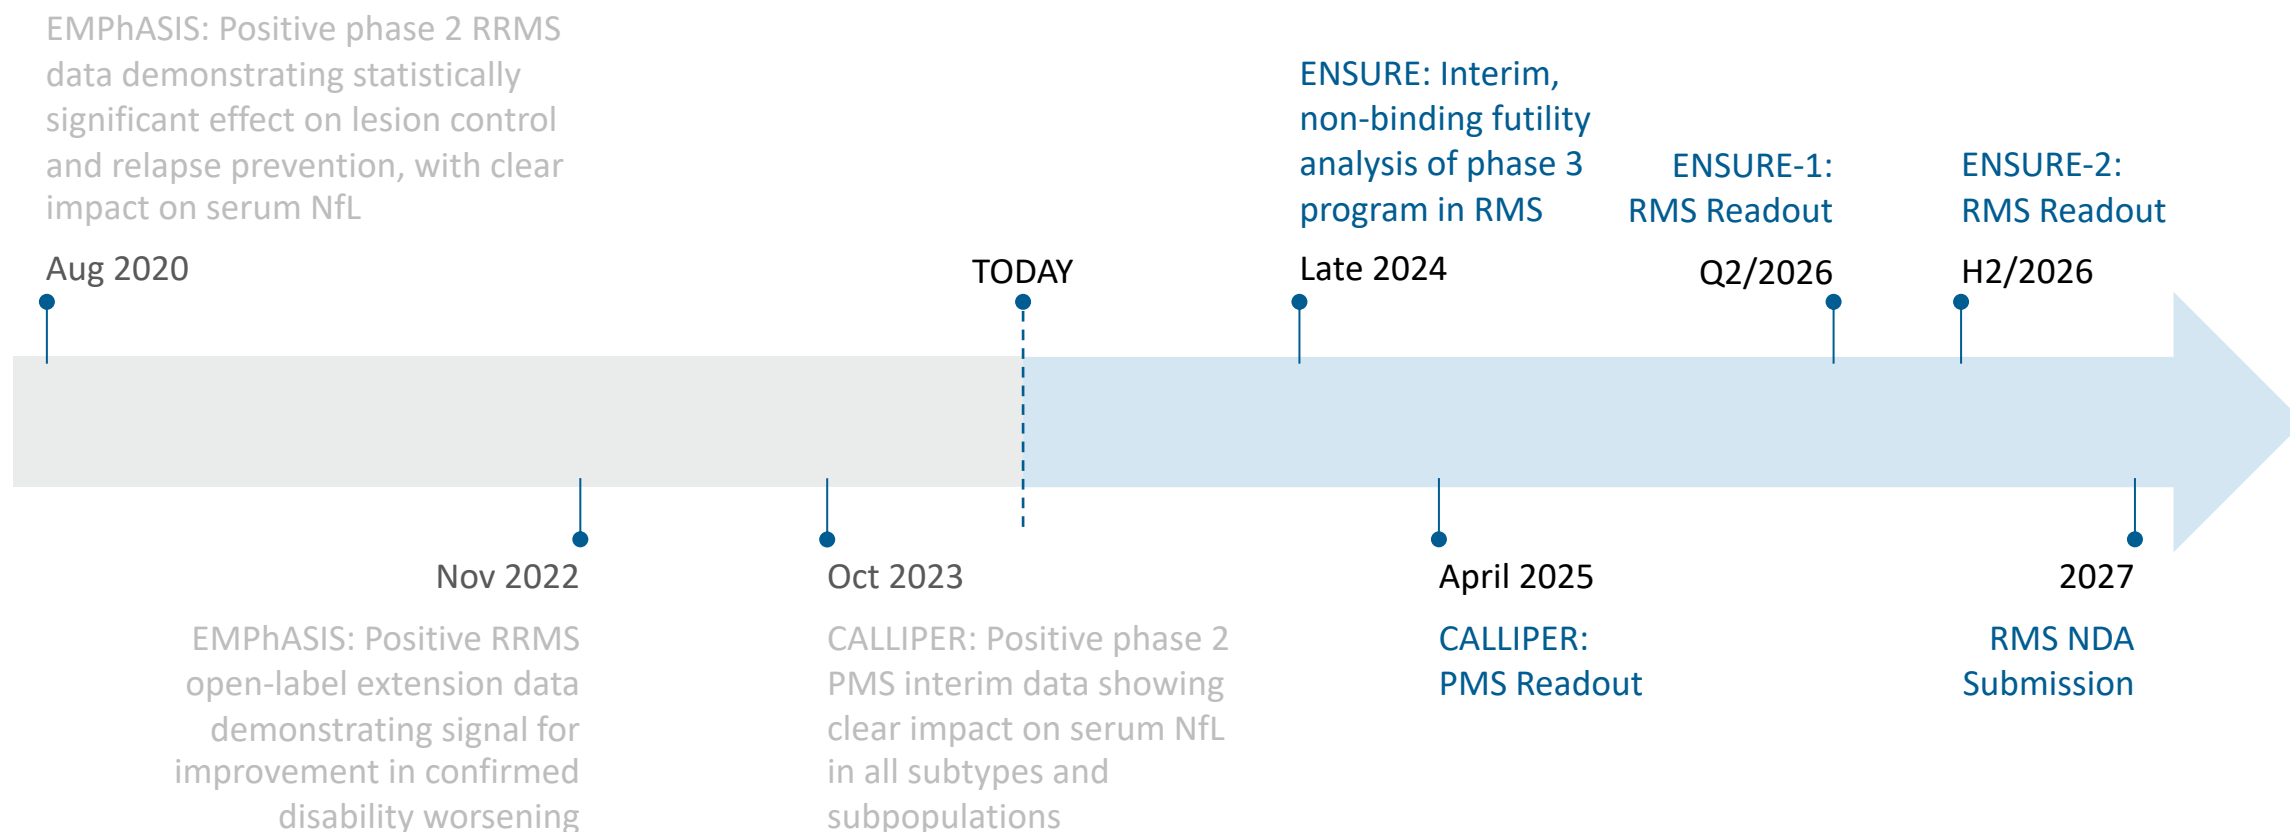 EMPhASIS: Positive phase 2 RRMS
data demonstrating statistically
significant effect on lesion control
and relapse prevention, with clear
impact on serum NfL
Aug 2020
TODAY
ENSURE: Interim,
non-binding futility
analysis of phase 3
program in RMS
Late 2024
ENSURE-1:
RMS Readout
Q2/2026
ENSURE-2:
RMS Readout
H2/2026
Nov 2022
EMPhASIS: Positive RRMS
open-label extension data
demonstrating signal for
improvement in confirmed
disability worsening
Oct 2023
CALLIPER: Positive phase 2
PMS interim data showing
clear impact on serum NfL
in all subtypes and
subpopulations
April 2025
CALLIPER:
PMS Readout
2027
RMS NDA
Submission